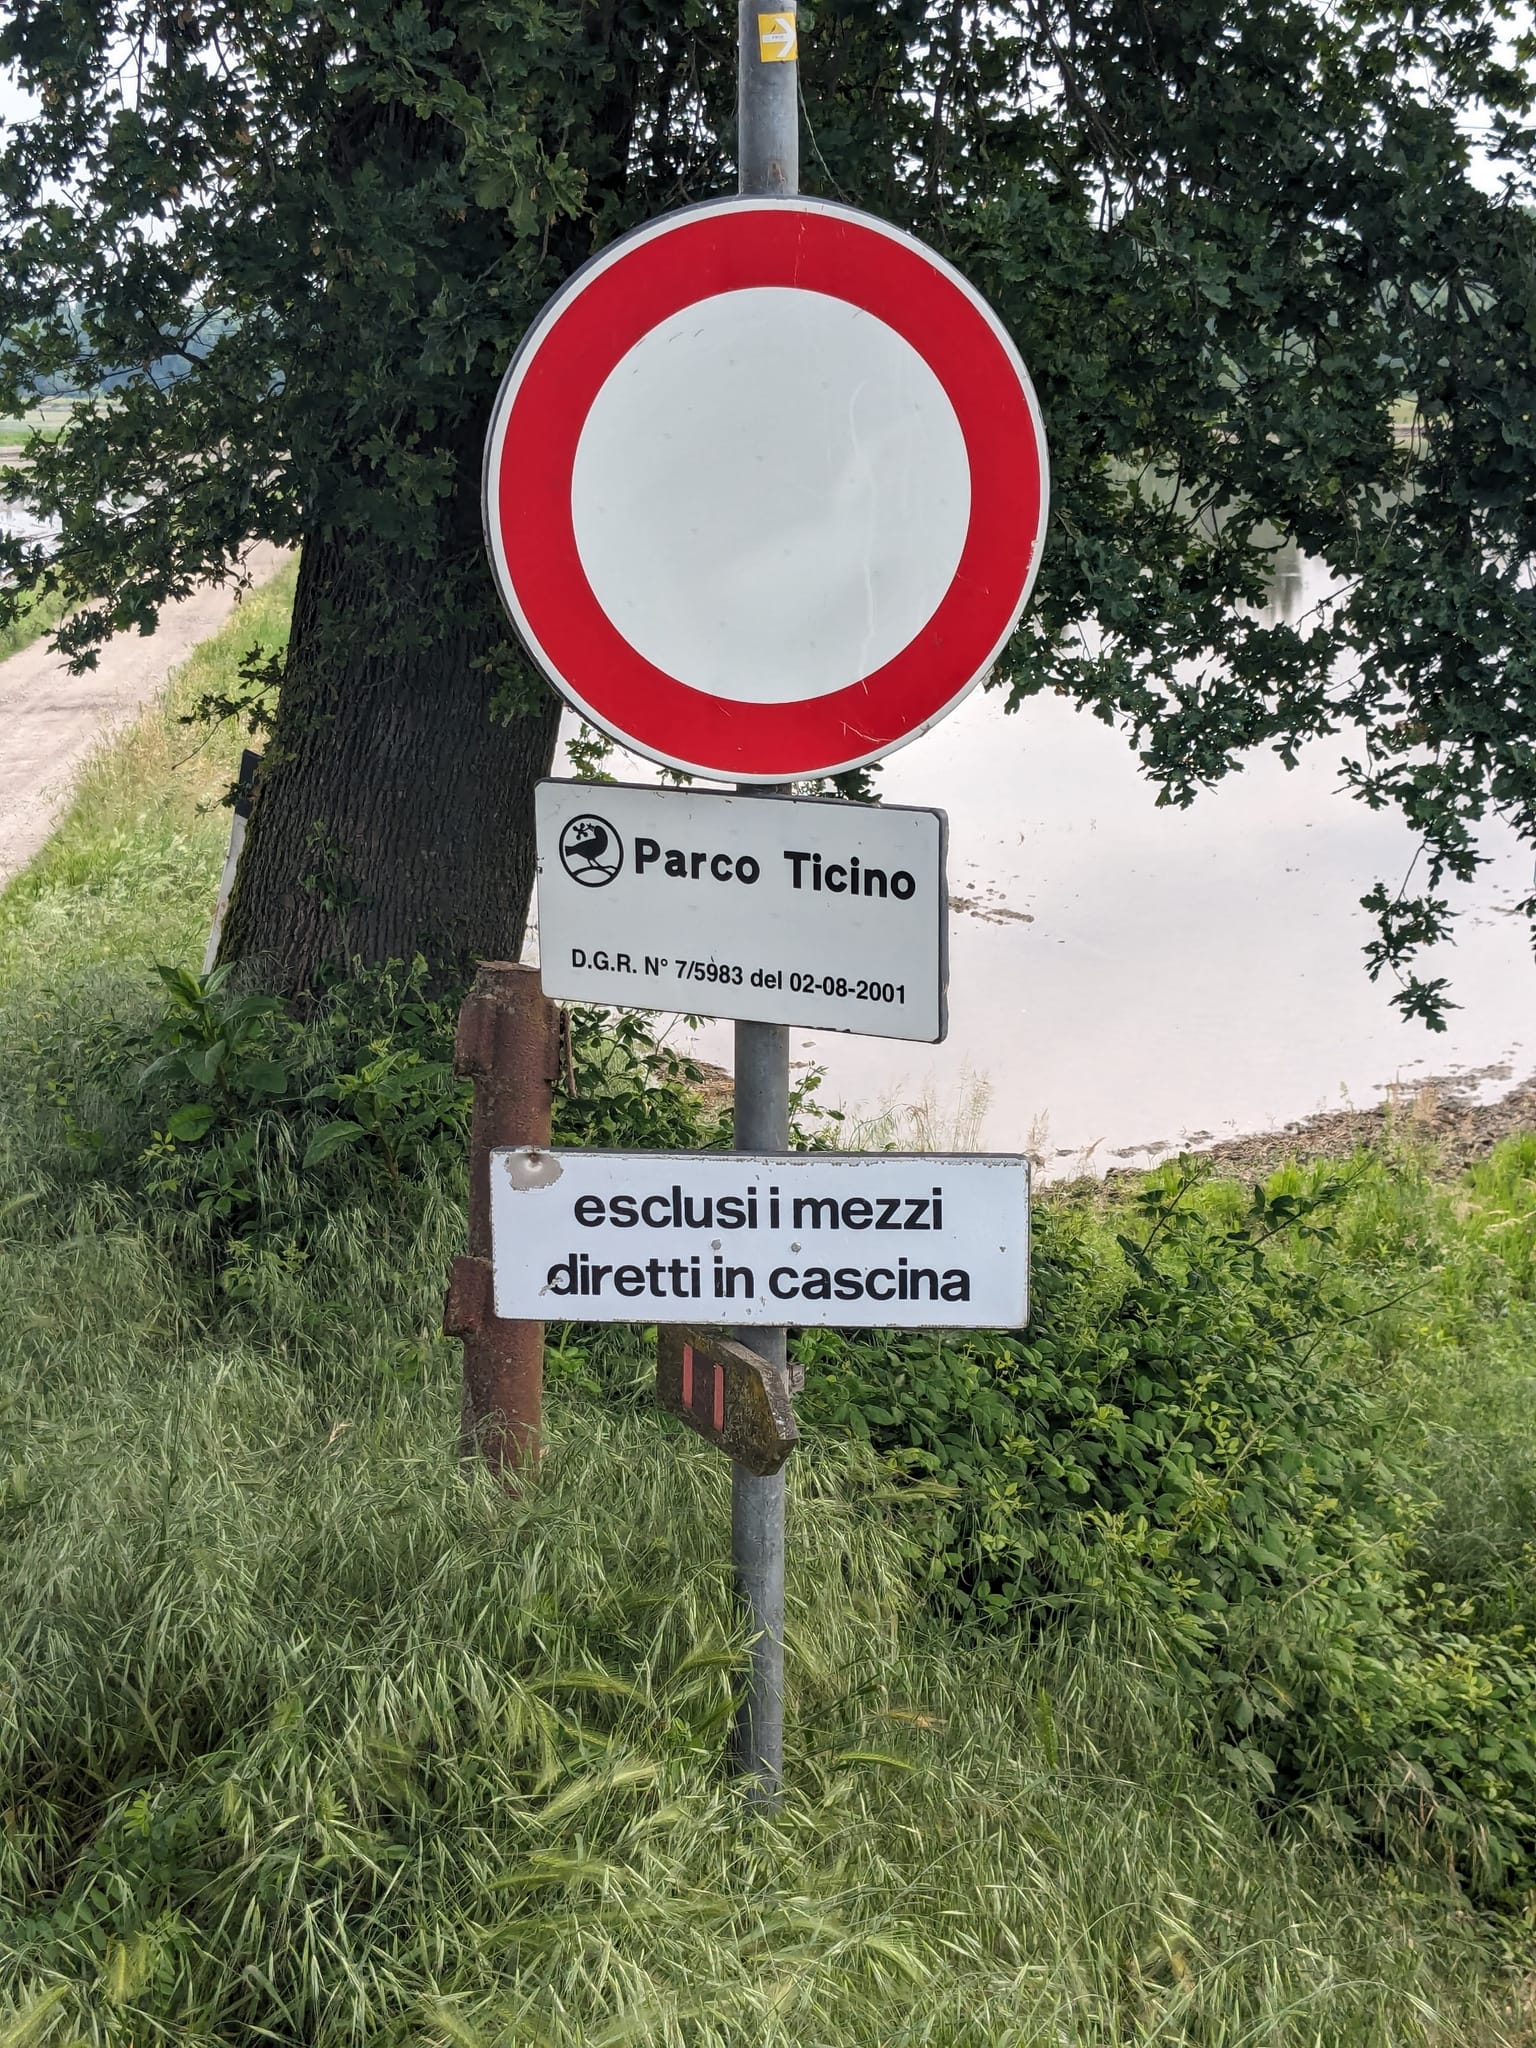 Parco Ticino
D.G.R. N° 7/5983 del 02-08-2001
esclusi i mezzi
diretti in cascina